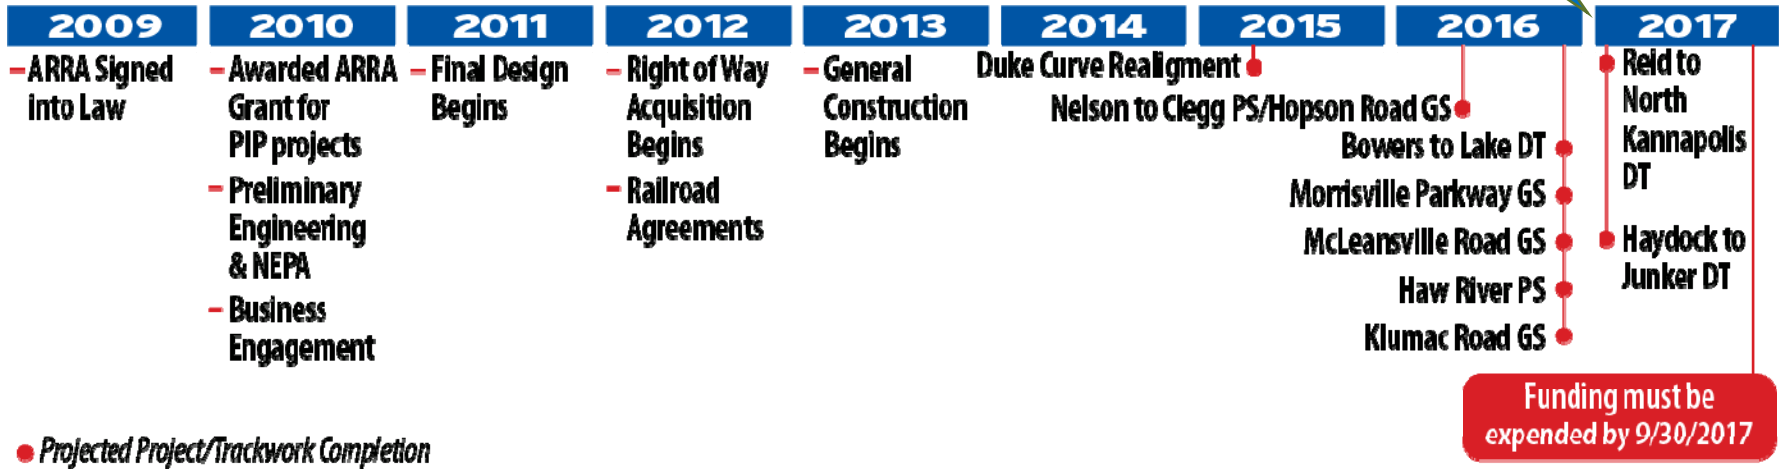 2009
ARRA Signed
into Law
2010
Awarded ARRA
Grant for
PIP projects
Preliminary
Engineering
& NEPA
Business
Engagement
2011
Final Design
Begins
2012
Right of Way
Acquisition
Begins
Railroad
Agreements
2013
General
Construction
Begins
2014
2015
2016
Duke Curve Realigment
Nelson to Clegg PS/Hopson Road GS
Bowers to Lake DT
Morrisville Parkway GS
McLeansville Road GS
Haw River PS
Klumac Road GS
2017
Reid to
North
Kannapolis
DT
Haydock to
Junker DT
Funding must be
expended by 9/30/2017
Projected Project/Trackwork Completion